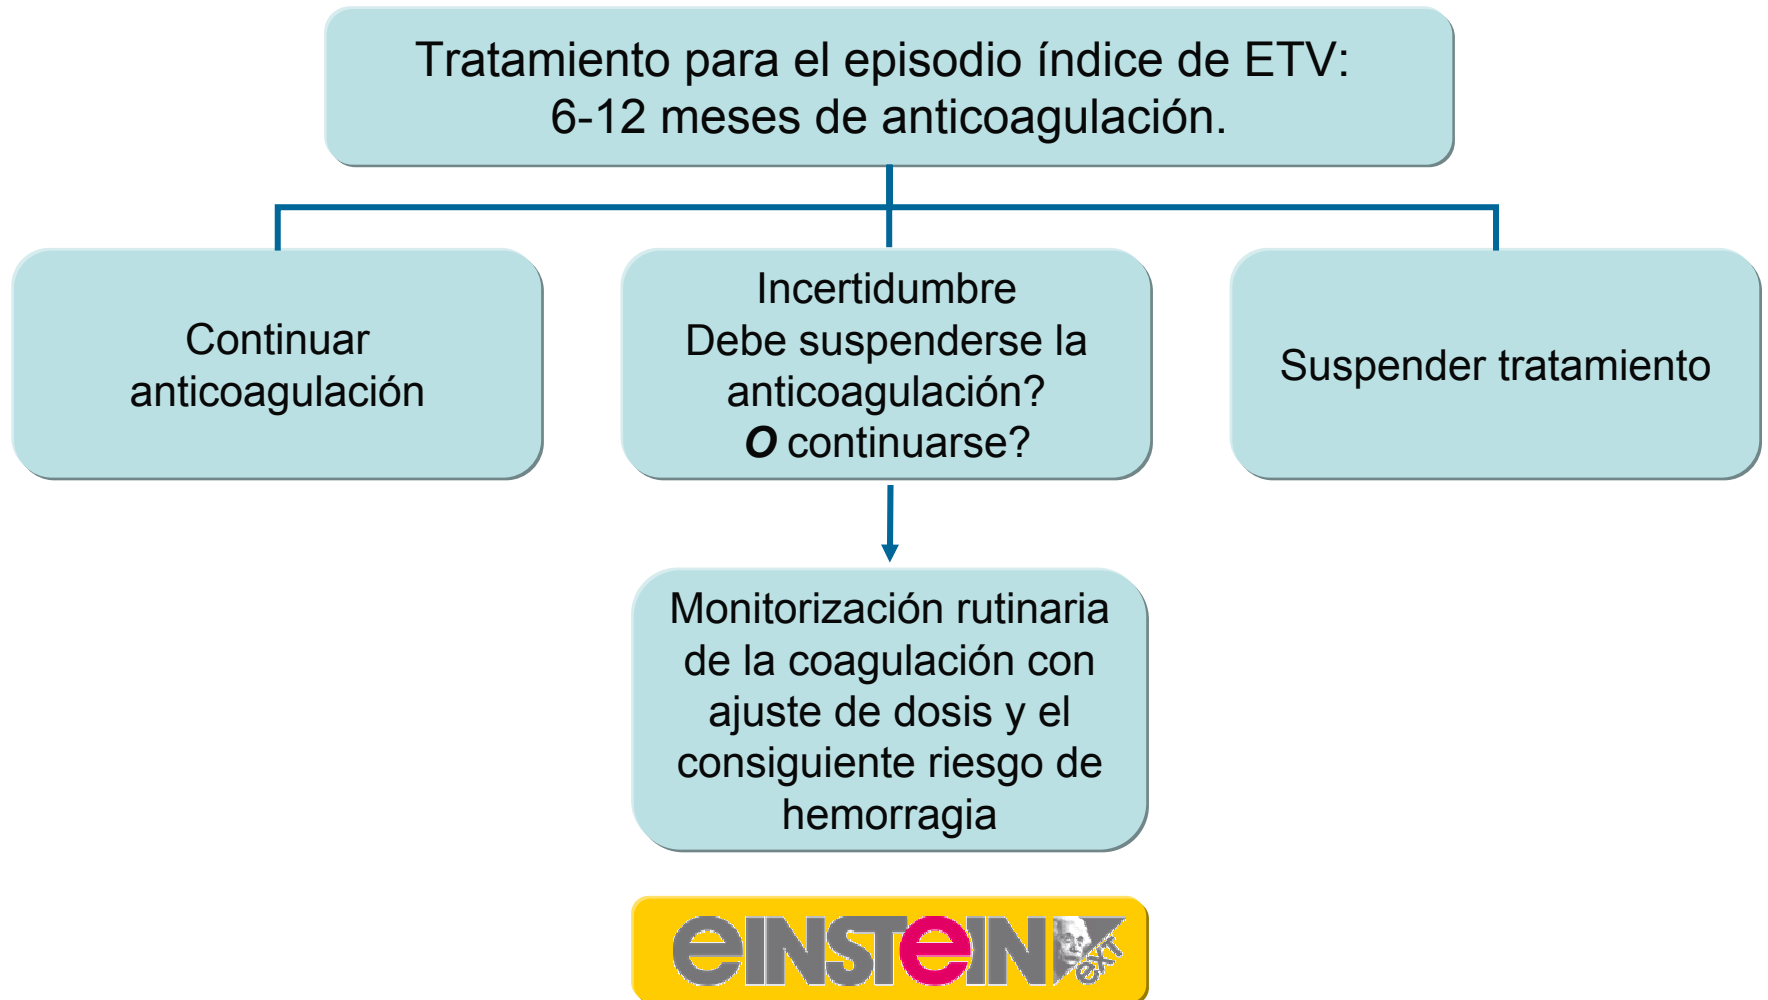 Tratamiento para el episodio índice de ETV:
6-12 meses de anticoagulación.
Continuar
anticoagulación
Incertidumbre
Debe suspenderse la
anticoagulación?
O continuarse?
Suspender tratamiento
Monitorización rutinaria
de la coagulación con
ajuste de dosis y el
consiguiente riesgo de
hemorragia
eINSTeIN eXT